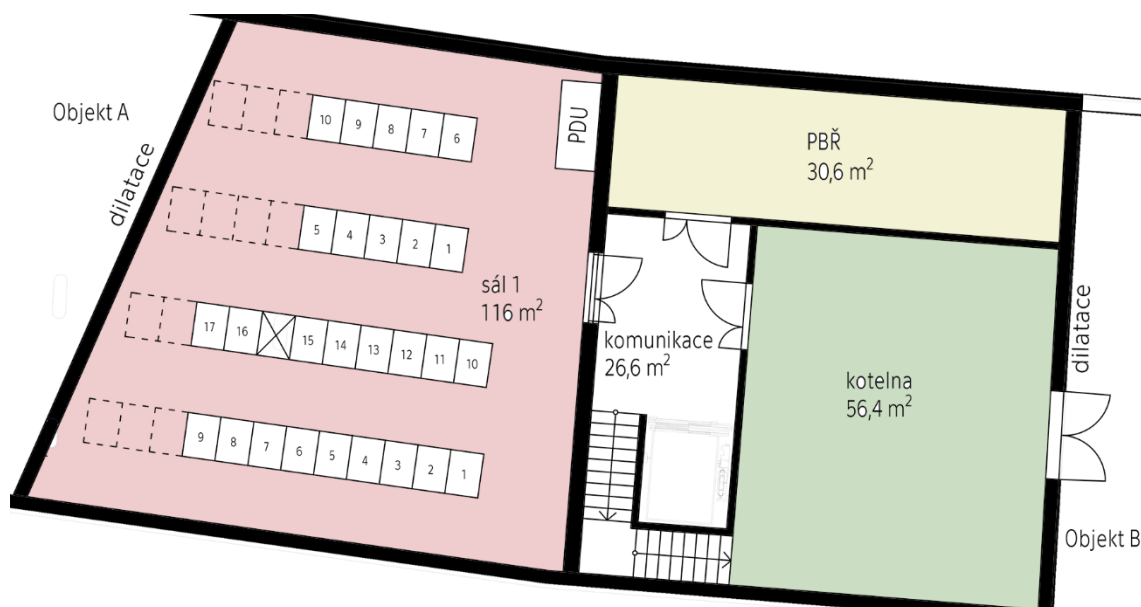 Objekt A
dilatace
10 9 8 7 6
PDU
PBŘ
30,6 m²
5 4 3 2 1
sál 1
116 m²
17 16 15 14 13 12 11 10
komunikace
26,6 m²
dilatace
kotelna
56,4 m²
9 8 7 6 5 4 3 2 1
Objekt B